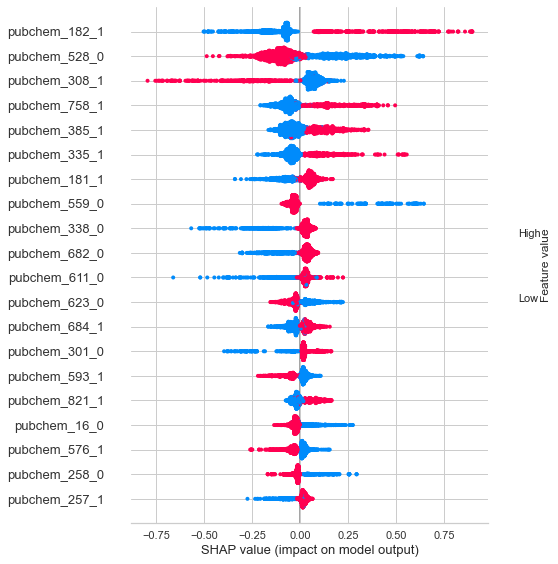 pubchem_182_1
pubchem_528_0
pubchem_308_1
pubchem_758_1
pubchem_385_1
pubchem_335_1
pubchem_181_1
pubchem_559_0
pubchem_338_0
High
pubchem_682_0
pubchem_611_0
Feature value
Low
pubchem_623_0
pubchem_684_1
pubchem_301_0
pubchem_593_1
pubchem_821_1
pubchem_16_0
pubchem_576_1
pubchem_258_0
pubchem_257_1
−0.75 −0.50 −0.25 0.00 0.25 0.50 0.75
SHAP value (impact on model output)